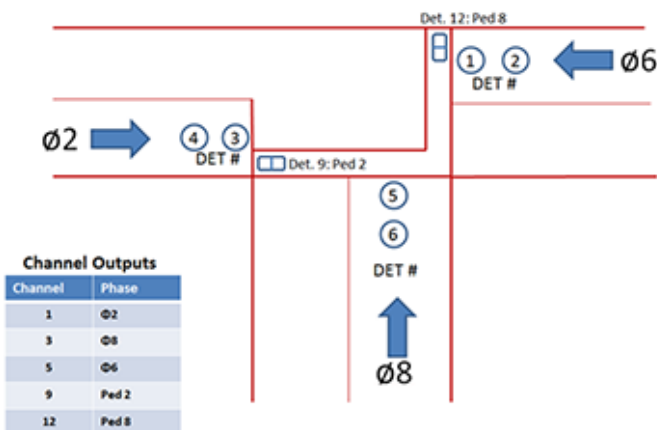 Det. 12: Ped 8
1 2
DET #
Ø6
Ø2
4 3
DET #
Det. 9: Ped 2
5
6
DET #
Ø8
Channel Outputs
Channel Phase
1 Φ2
3 Φ8
5 Φ6
9 Ped 2
12 Ped 8